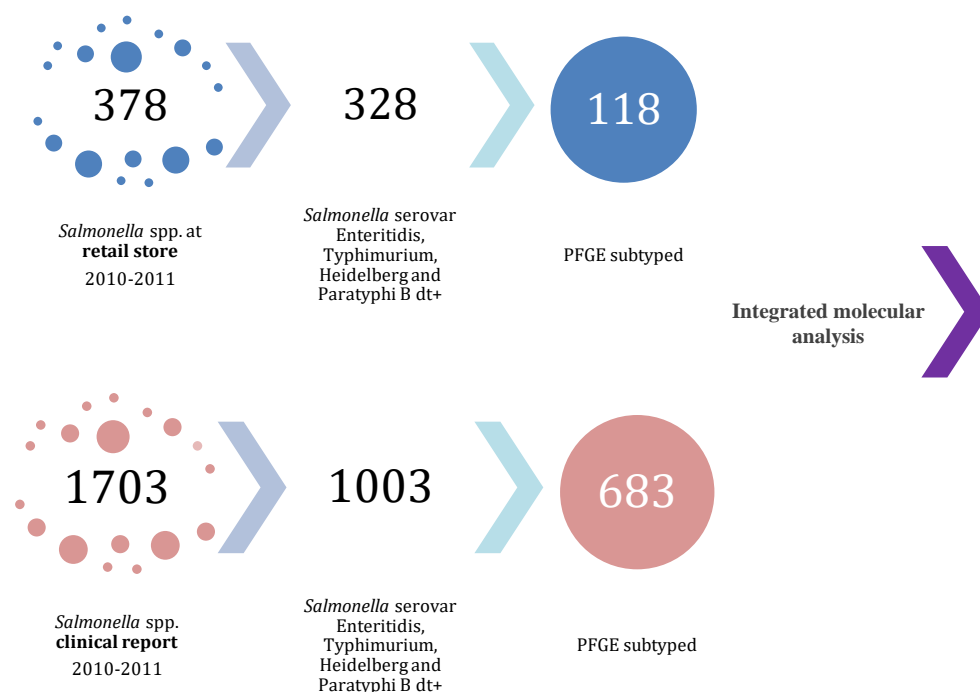 378
328
118
Salmonella spp. at
retail store
2010-2011
Salmonella serovar
Enteritidis,
Typhimurium,
Heidelberg and
Paratyphi B dt+
PFGE subtyped
Integrated molecular
analysis
1703
1003
683
Salmonella spp.
clinical report
2010-2011
Salmonella serovar
Enteritidis,
Typhimurium,
Heidelberg and
Paratyphi B dt+
PFGE subtyped